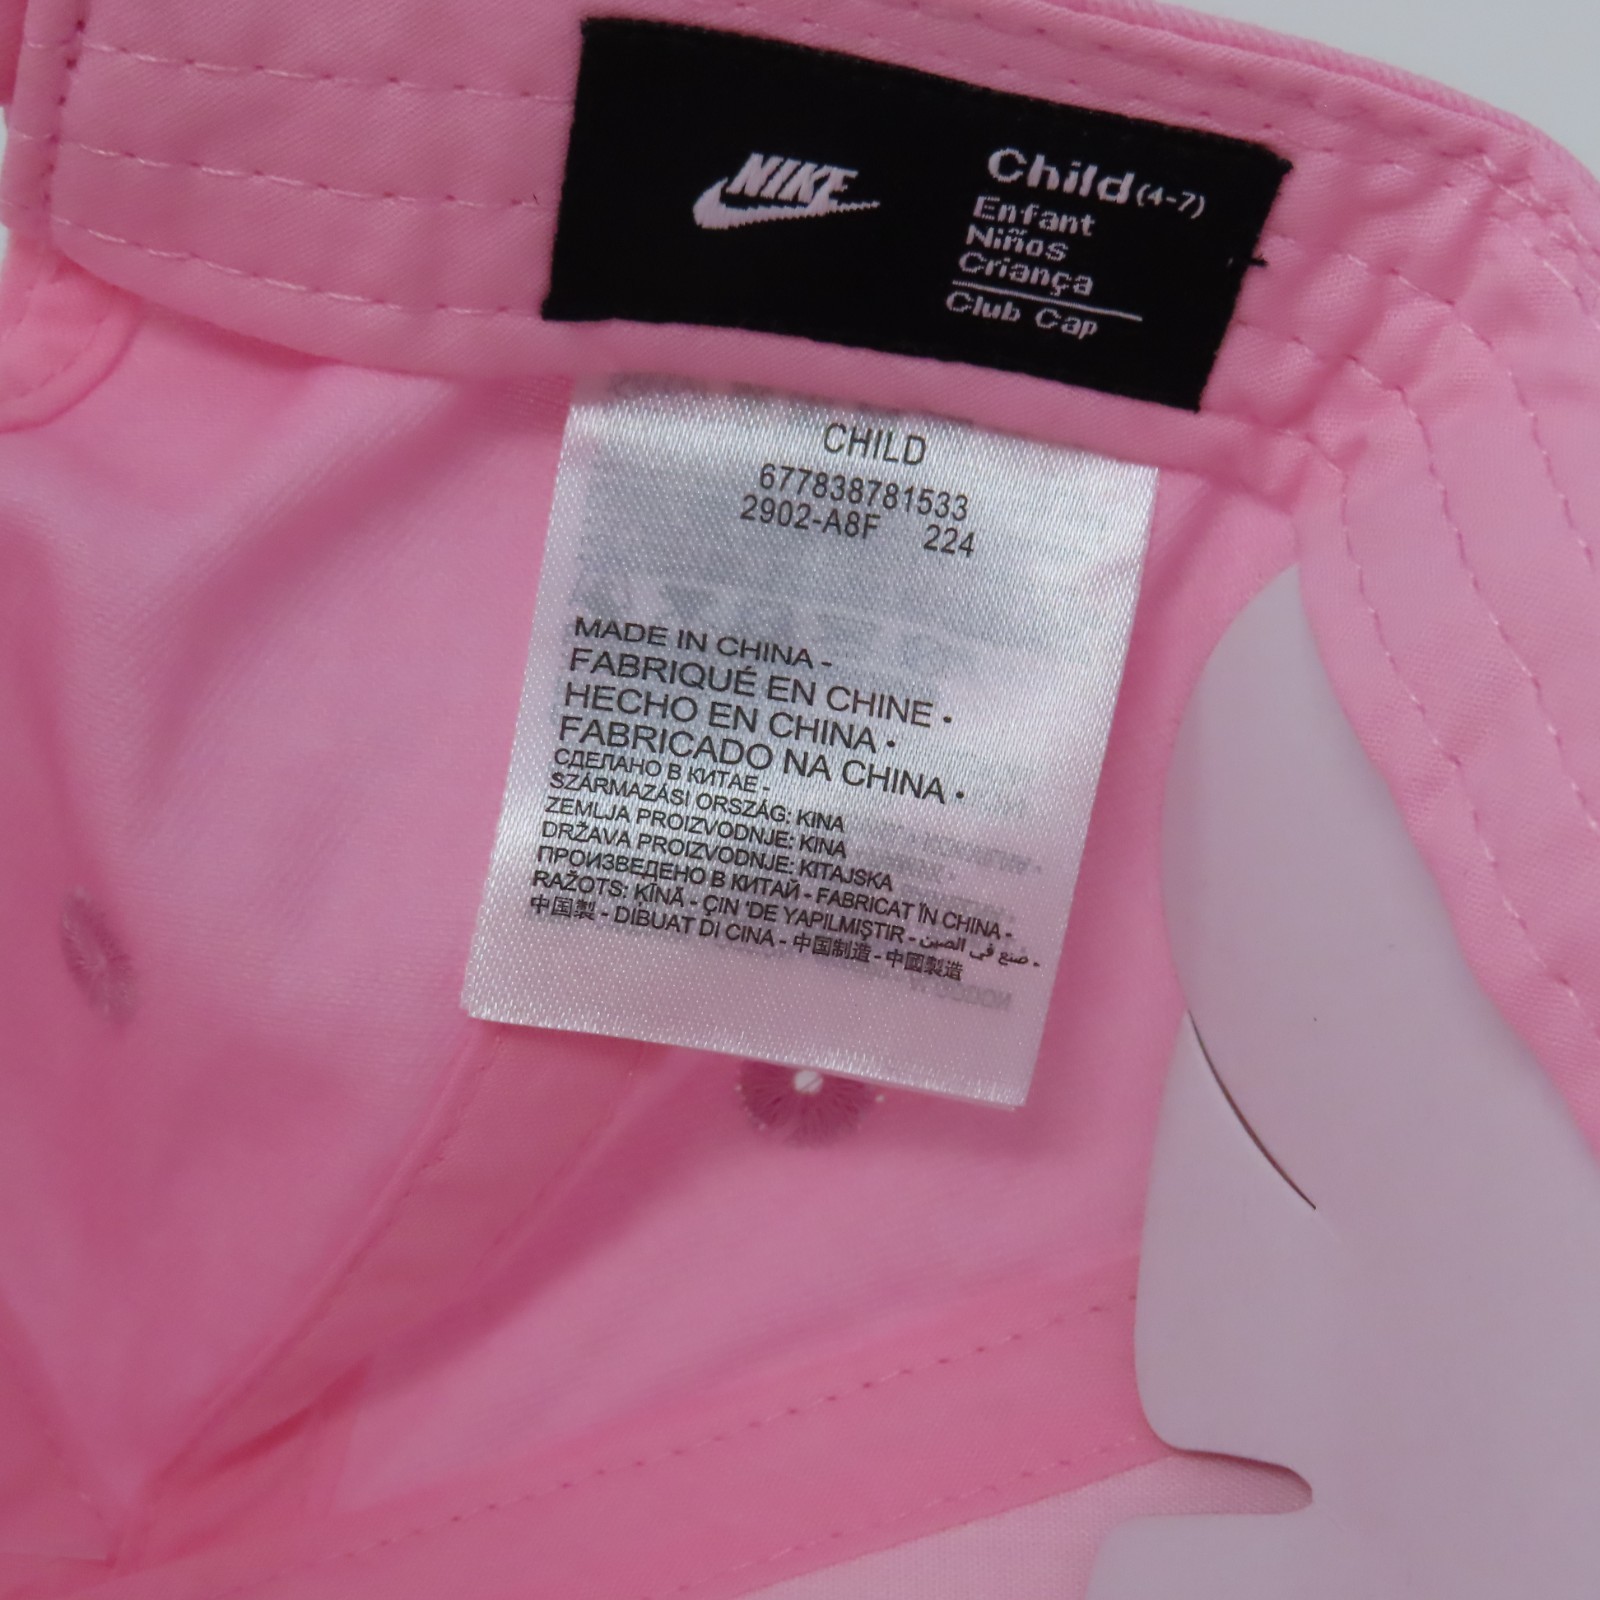 NIKE
Child (4-7)
Enfant
Niños
Criança
Club Cap
CHILD
677838781533
2902-A8F 224
MADE IN CHINA -
FABRIQUÉ EN CHINE •
HECHO EN CHINA •
FABRICADO NA CHINA •
СДЕЛАНО В КИТАЕ -
SZÁRMAZÁSI ORSZÁG: KINA
ZEMLJA PROIZVODNJE: KINA
DRŽAVA PROIZVODNJE: KITAJSKA
ПРОИЗВЕДЕНО В КИТАЙ - FABRICAT ÎN CHINA -
RAŽOTS: ĶĪNĀ - ÇIN 'DE YAPILMIŞTIR - صنع في الصين -
中国製 - DIBUAT DI CINA - 中国制造 - 中國製造